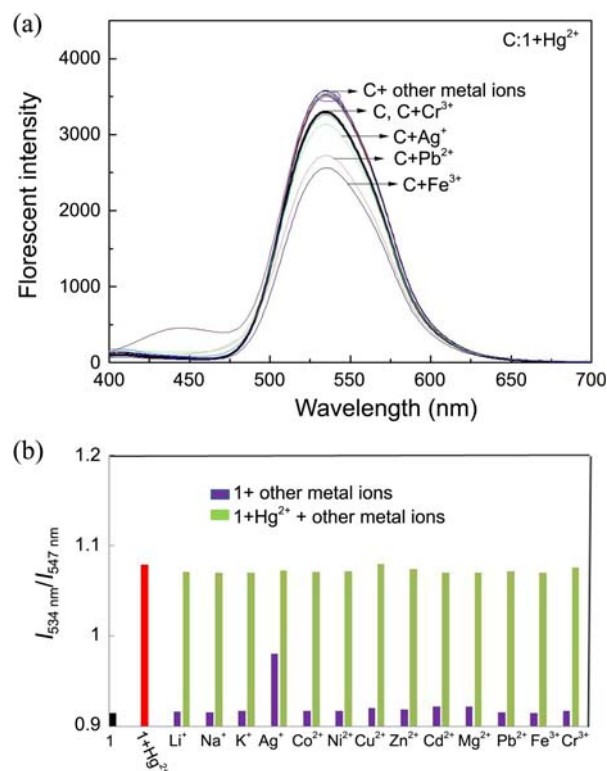 (a)
C:1+Hg²⁺
C+ other metal ions
C, C+Cr³⁺
C+Ag⁺
C+Pb²⁺
C+Fe³⁺
Florescent intensity
4000
3000
2000
1000
0
400 450 500 550 600 650 700
Wavelength (nm)
(b)
1+ other metal ions
1+Hg²⁺ + other metal ions
I534 nm/I547 nm
1.2
1.1
1
0.9
1 1+Hg²⁺ Li⁺ Na⁺ K⁺ Ag⁺ Co²⁺ Ni²⁺ Cu²⁺ Zn²⁺ Cd²⁺ Mg²⁺ Pb²⁺ Fe³⁺ Cr³⁺